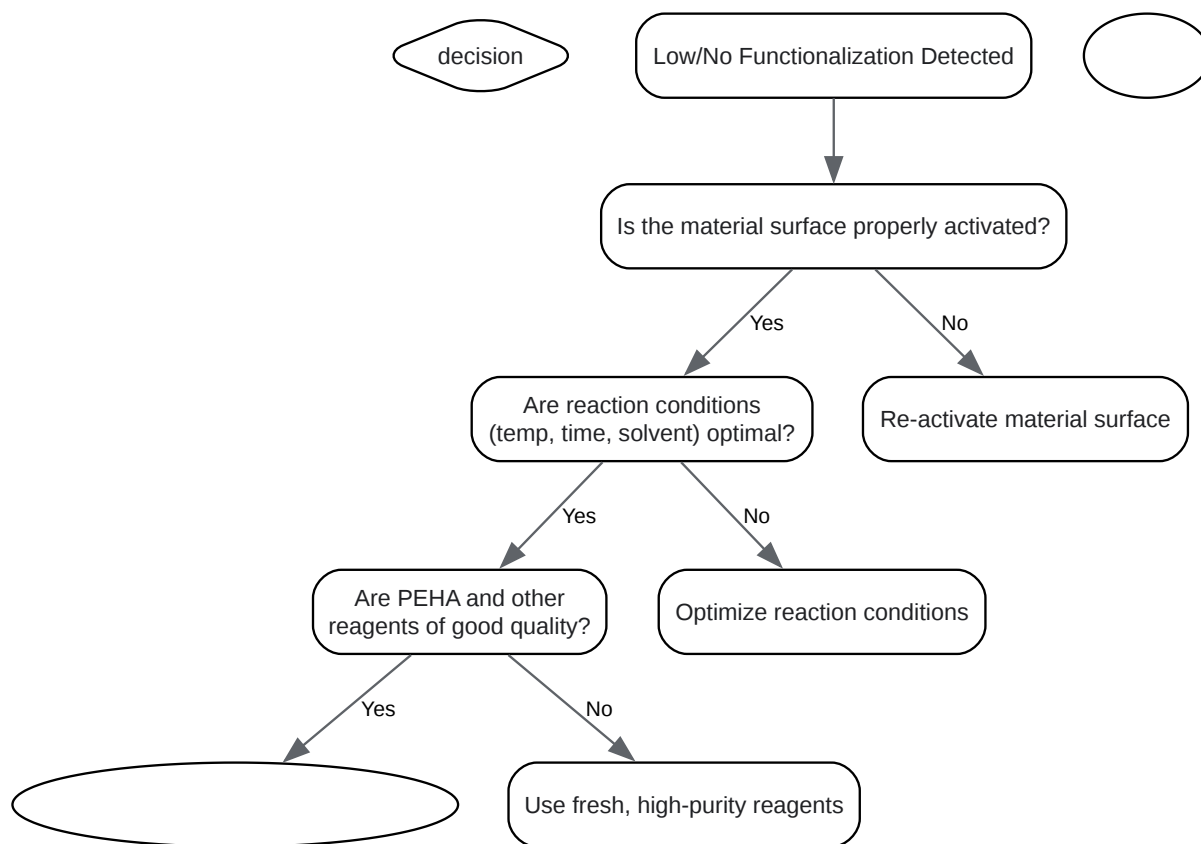 decision
Low/No Functionalization Detected
Is the material surface properly activated?
Yes
No
Are reaction conditions
(temp, time, solvent) optimal?
Re-activate material surface
Yes
No
Are PEHA and other
reagents of good quality?
Optimize reaction conditions
Yes
No
Use fresh, high-purity reagents